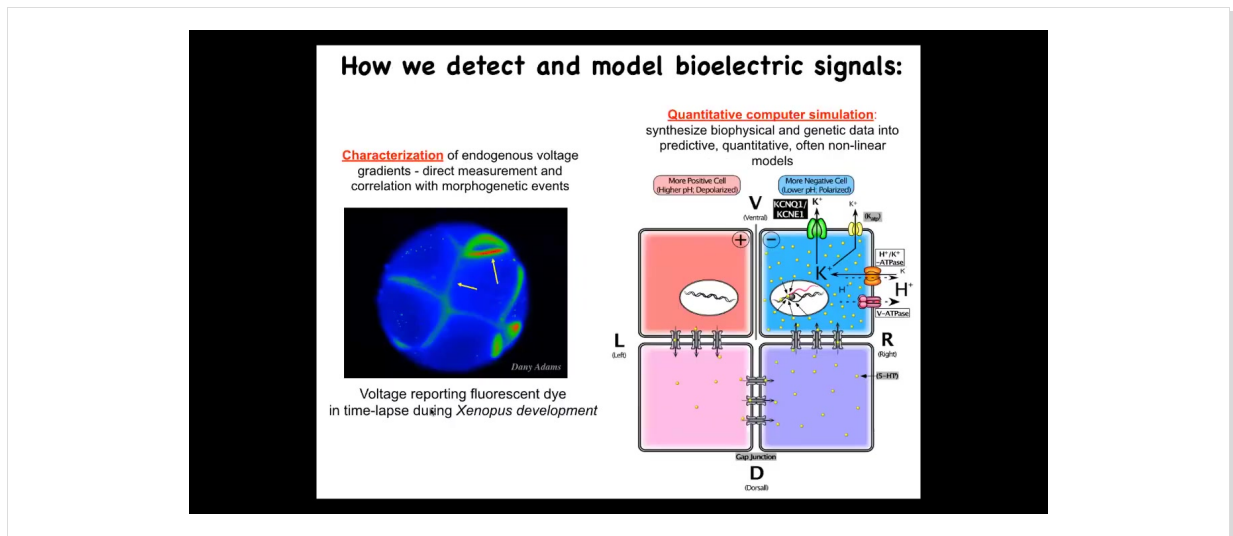 How we detect and model bioelectric signals:
Characterization of endogenous voltage
gradients - direct measurement and
correlation with morphogenetic events
Dany Adams
Voltage reporting fluorescent dye
in time-lapse during Xenopus development
Quantitative computer simulation:
synthesize biophysical and genetic data into
predictive, quantitative, often non-linear
models
More Positive Cell
(Higher pH; Depolarized)
More Negative Cell
(Lower pH; Polarized)
V
(Ventral)
KCNQ1/
KCNE1
K+
K+
(Katp)
+
−
H+/K+
-ATPase
K+
K
H
H+
V-ATPase
L
(Left)
R
(Right)
(5-HT)
Gap Junction
D
(Dorsal)